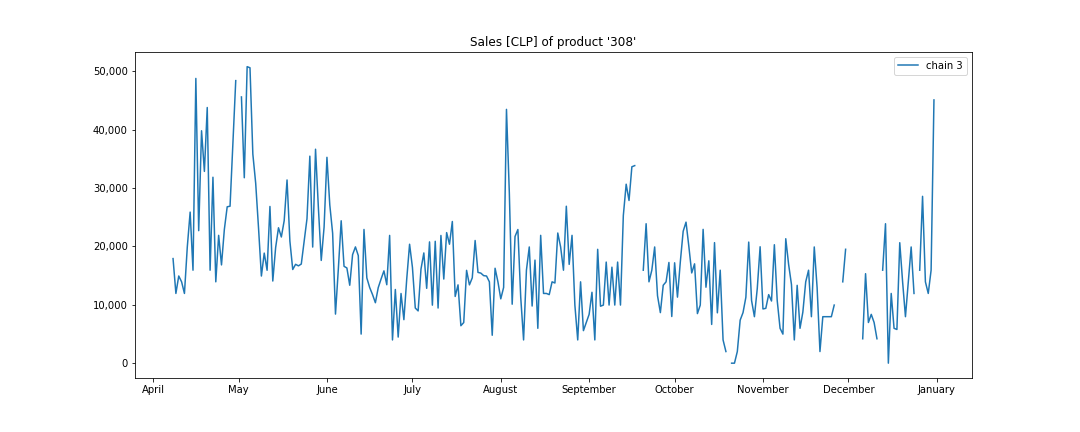 Sales [CLP] of product '308'
chain 3
50,000
40,000
30,000
20,000
10,000
0
April May June July August September October November December January